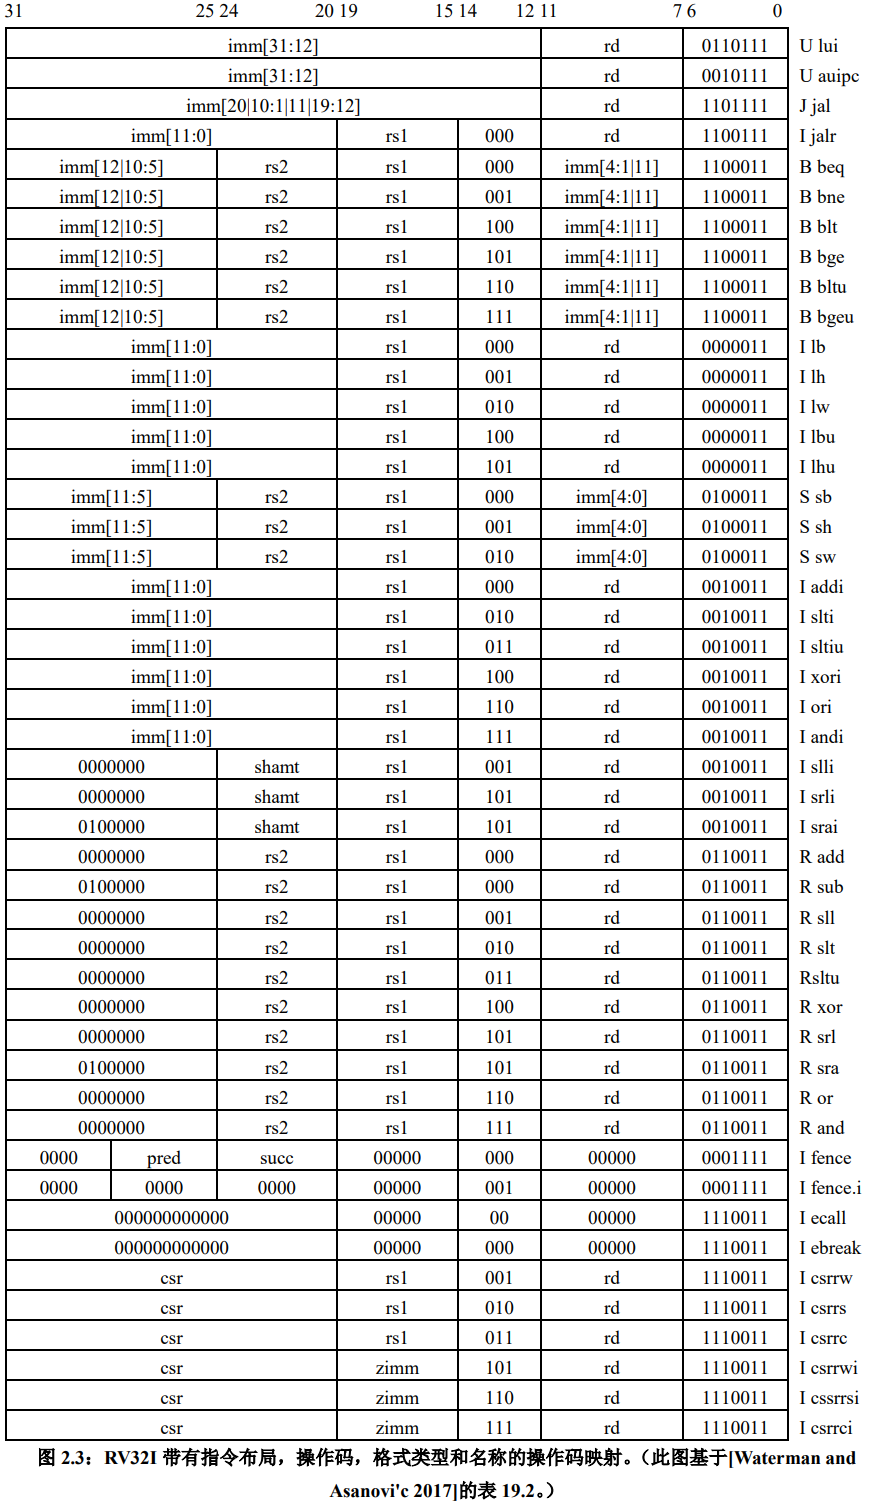 31 25 24 20 19 15 14 12 11 7 6 0
imm[31:12] rd 0110111 U lui
imm[31:12] rd 0010111 U auipc
imm[20|10:1|11|19:12] rd 1101111 J jal
imm[11:0] rs1 000 rd 1100111 I jalr
imm[12|10:5] rs2 rs1 000 imm[4:1|11] 1100011 B beq
imm[12|10:5] rs2 rs1 001 imm[4:1|11] 1100011 B bne
imm[12|10:5] rs2 rs1 100 imm[4:1|11] 1100011 B blt
imm[12|10:5] rs2 rs1 101 imm[4:1|11] 1100011 B bge
imm[12|10:5] rs2 rs1 110 imm[4:1|11] 1100011 B bltu
imm[12|10:5] rs2 rs1 111 imm[4:1|11] 1100011 B bgeu
imm[11:0] rs1 000 rd 0000011 I lb
imm[11:0] rs1 001 rd 0000011 I lh
imm[11:0] rs1 010 rd 0000011 I lw
imm[11:0] rs1 100 rd 0000011 I lbu
imm[11:0] rs1 101 rd 0000011 I lhu
imm[11:5] rs2 rs1 000 imm[4:0] 0100011 S sb
imm[11:5] rs2 rs1 001 imm[4:0] 0100011 S sh
imm[11:5] rs2 rs1 010 imm[4:0] 0100011 S sw
imm[11:0] rs1 000 rd 0010011 I addi
imm[11:0] rs1 010 rd 0010011 I slti
imm[11:0] rs1 011 rd 0010011 I sltiu
imm[11:0] rs1 100 rd 0010011 I xori
imm[11:0] rs1 110 rd 0010011 I ori
imm[11:0] rs1 111 rd 0010011 I andi
0000000 shamt rs1 001 rd 0010011 I slli
0000000 shamt rs1 101 rd 0010011 I srli
0100000 shamt rs1 101 rd 0010011 I srai
0000000 rs2 rs1 000 rd 0110011 R add
0100000 rs2 rs1 000 rd 0110011 R sub
0000000 rs2 rs1 001 rd 0110011 R sll
0000000 rs2 rs1 010 rd 0110011 R slt
0000000 rs2 rs1 011 rd 0110011 Rsltu
0000000 rs2 rs1 100 rd 0110011 R xor
0000000 rs2 rs1 101 rd 0110011 R srl
0100000 rs2 rs1 101 rd 0110011 R sra
0000000 rs2 rs1 110 rd 0110011 R or
0000000 rs2 rs1 111 rd 0110011 R and
0000 pred succ 00000 000 00000 0001111 I fence
0000 0000 0000 00000 001 00000 0001111 I fence.i
000000000000 00000 00 00000 1110011 I ecall
000000000000 00000 000 00000 1110011 I ebreak
csr rs1 001 rd 1110011 I csrrw
csr rs1 010 rd 1110011 I csrrs
csr rs1 011 rd 1110011 I csrrc
csr zimm 101 rd 1110011 I csrrwi
csr zimm 110 rd 1110011 I cssrrsi
csr zimm 111 rd 1110011 I csrrci
图 2.3：RV32I 带有指令布局，操作码，格式类型和名称的操作码映射。（此图基于[Waterman and
Asanovi'c 2017]的表 19.2。）